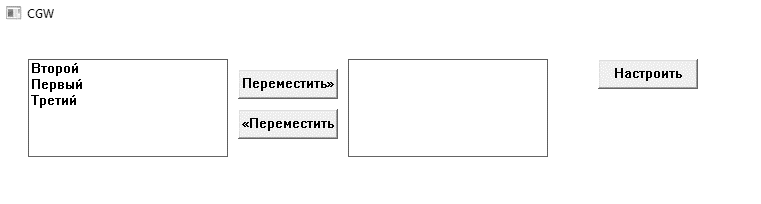 CGW
Второй
Первый
Третий
Переместить»
«Переместить
Настроить